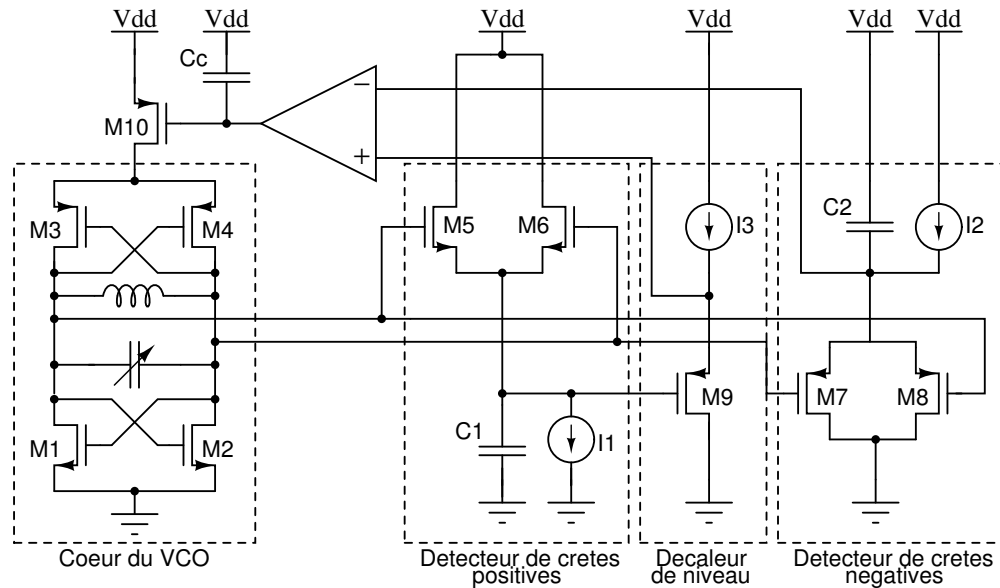 Vdd Vdd Vdd Vdd Vdd Vdd
Cc
M10
−
+
M3 M4
M5 M6
I3
C2 I2
M9
M7 M8
M1 M2
C1 I1
Coeur du VCO
Detecteur de cretes
positives
Decaleur
de niveau
Detecteur de cretes
negatives